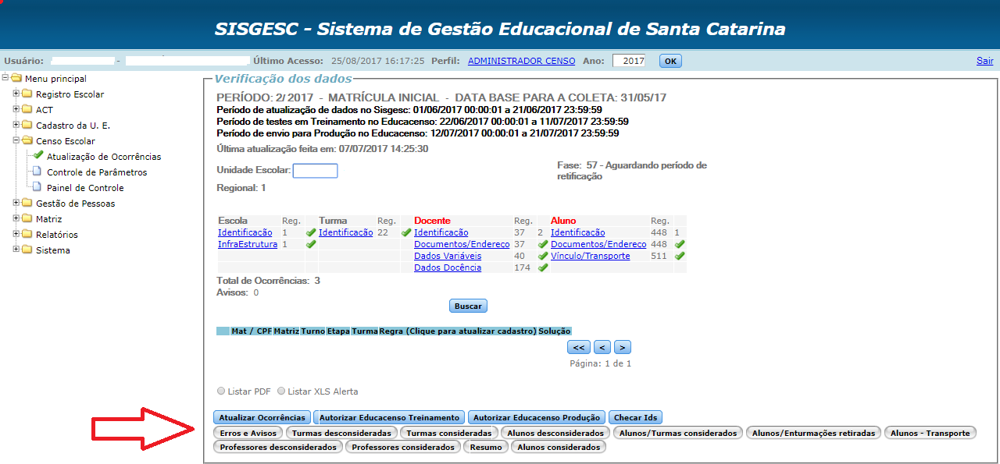 SISGESC - Sistema de Gestão Educacional de Santa Catarina
Usuário: - Último Acesso: 25/08/2017 16:17:25 Perfil: ADMINISTRADOR CENSO Ano: 2017 OK Sair
Menu principal
Registro Escolar
ACT
Cadastro da U. E.
Censo Escolar
Atualização de Ocorrências
Controle de Parâmetros
Painel de Controle
Gestão de Pessoas
Matriz
Relatórios
Sistema
Verificação dos dados
PERÍODO: 2/ 2017 - MATRÍCULA INICIAL - DATA BASE PARA A COLETA: 31/05/17
Período de atualização de dados no Sisgesc: 01/06/2017 00:00:01 a 21/06/2017 23:59:59
Período de testes em Treinamento no Educacenso: 22/06/2017 00:00:01 a 11/07/2017 23:59:59
Período de envio para Produção no Educacenso: 12/07/2017 00:00:01 a 21/07/2017 23:59:59
Última atualização feita em: 07/07/2017 14:25:30
Unidade Escolar:
Fase: 57 - Aguardando período de
retificação
Regional: 1
Escola Reg. Turma Reg. Docente Reg. Aluno Reg.
Identificação 1 Identificação 22 Identificação 37 2 Identificação 448 1
InfraEstrutura 1 Documentos/Endereco 37 Documentos/Endereco 448
Dados Variáveis 40 Vínculo/Transporte 511
Dados Docência 174
Total de Ocorrências: 3
Avisos: 0
Buscar
Mat / CPF Matriz Turno Etapa Turma Regra (Clique para atualizar cadastro) Solução
<< < >
Página: 1 de 1
Listar PDF Listar XLS Alerta
Atualizar Ocorrências Autorizar Educacenso Treinamento Autorizar Educacenso Produção Checar Ids
Erros e Avisos Turmas desconsideradas Turmas consideradas Alunos desconsiderados Alunos/Turmas considerados Alunos/Enturmações retiradas Alunos - Transporte
Professores desconsiderados Professores considerados Resumo Alunos considerados